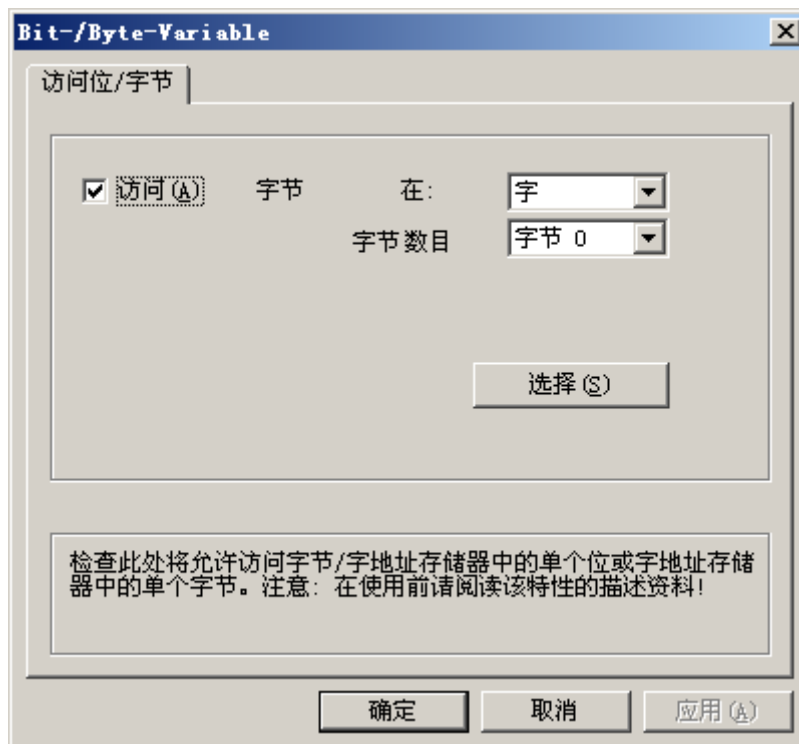 Bit-/Byte-Variable
访问位/字节
访问(A) 字节 在: 字
字节数目 字节 0
选择(S)
检查此处将允许访问字节/字地址存储器中的单个位或字地址存储
器中的单个字节。注意: 在使用前请阅读该特性的描述资料!
确定 取消 应用(A)